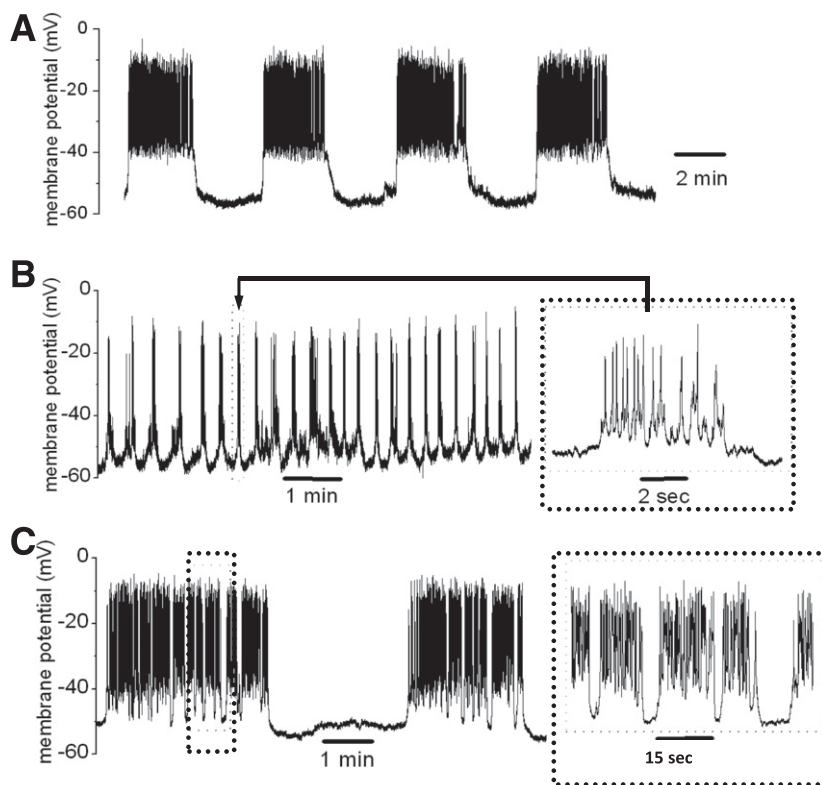 A
membrane potential (mV)
0
-20
-40
-60
2 min
B
membrane potential (mV)
0
-20
-40
-60
1 min
2 sec
C
membrane potential (mV)
0
-20
-40
-60
1 min
15 sec